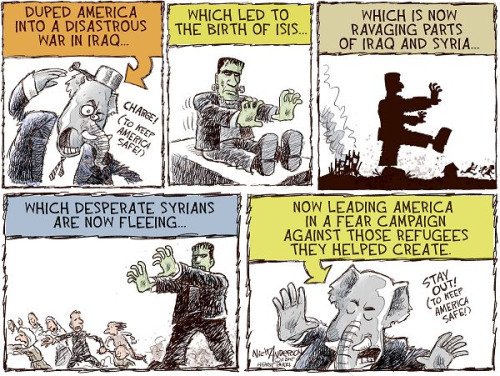 DUPED AMERICA
INTO A DISASTROUS
WAR IN IRAQ...
CHARGE!
(TO KEEP
AMERICA
SAFE!)
WHICH LED TO
THE BIRTH OF ISIS...
WHICH IS NOW
RAVAGING PARTS
OF IRAQ AND SYRIA...
WHICH DESPERATE SYRIANS
ARE NOW FLEEING...
NOW LEADING AMERICA
IN A FEAR CAMPAIGN
AGAINST THOSE REFUGEES
THEY HELPED CREATE.
STAY
OUT!
(TO KEEP
AMERICA
SAFE!)
NICK ANDERSON